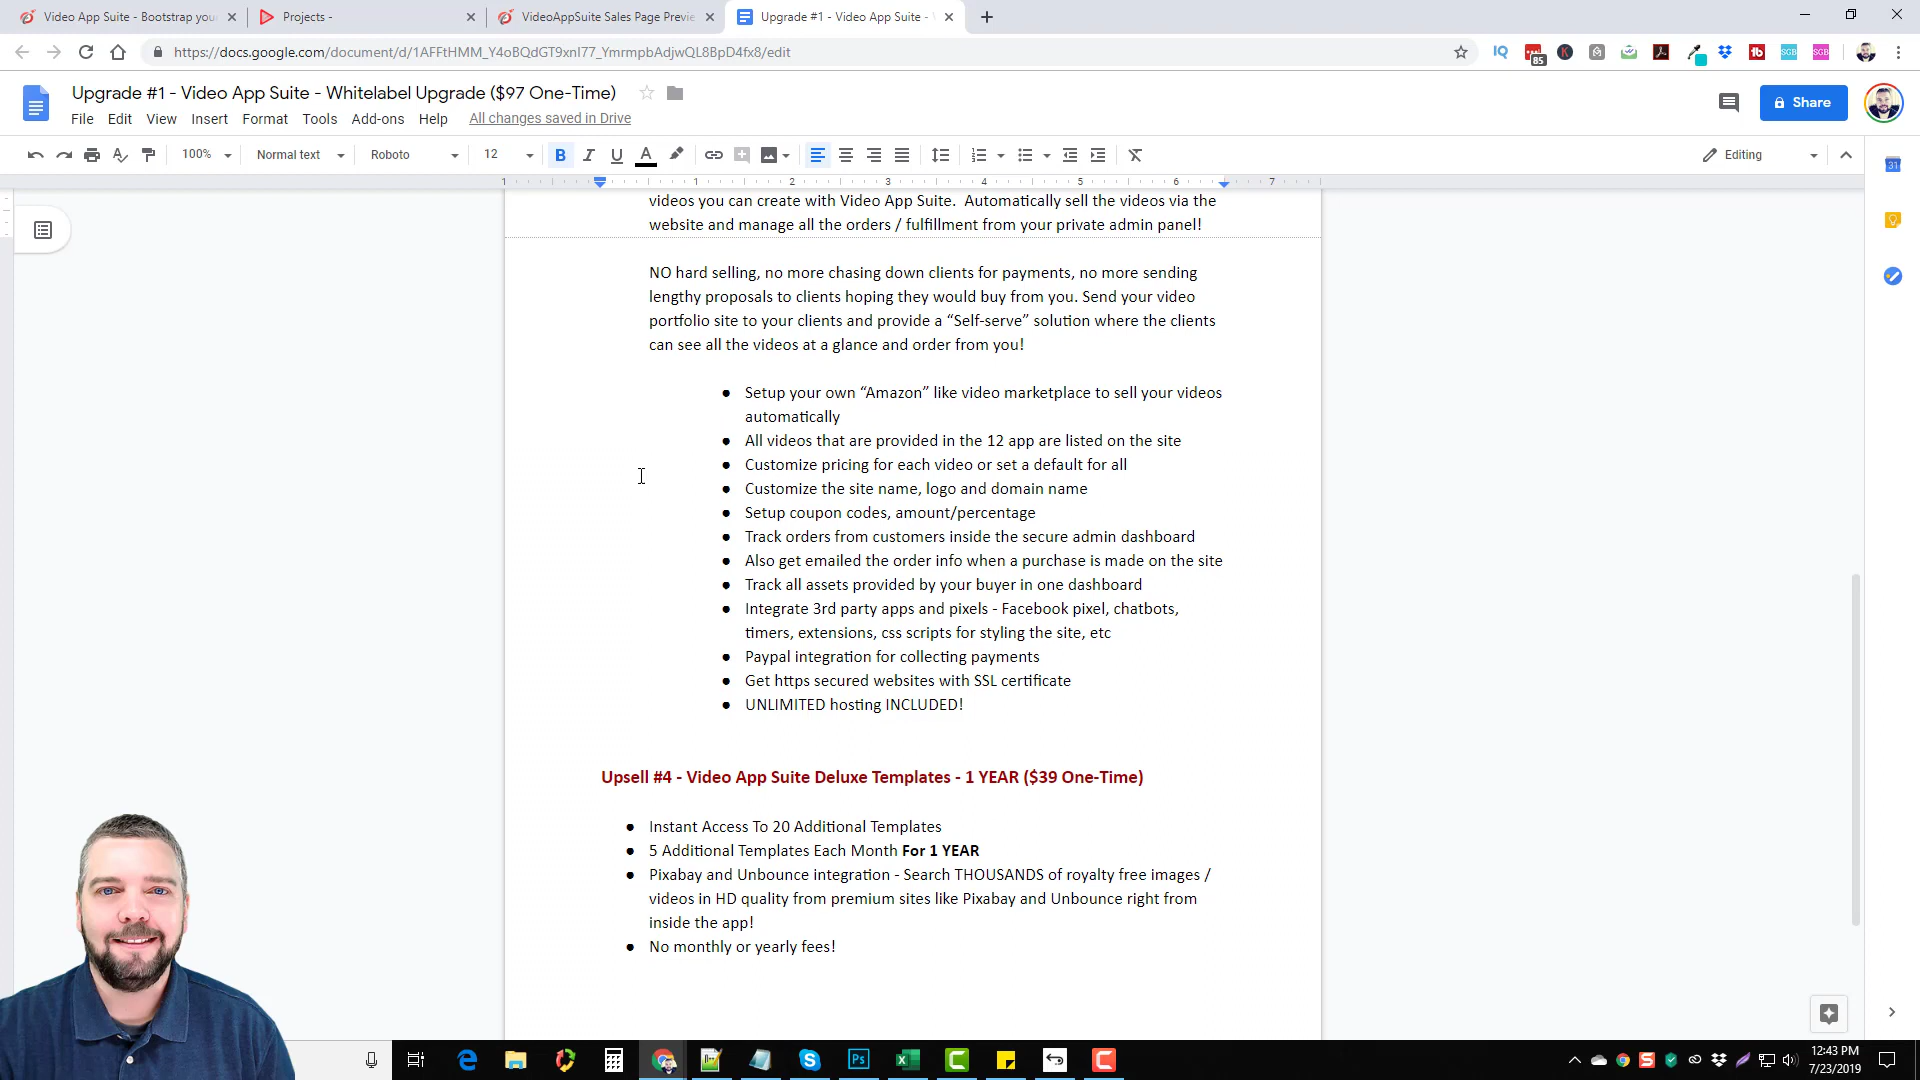 Video App Suite - Bootstrap you
Projects -
VideoAppSuite Sales Page Previe
Upgrade #1 - Video App Suite -
https://docs.google.com/document/d/1AFFtHMM_Y4oBQdGT9xnI77_YmrmpbAdjwQL8BpD4fx8/edit
IQ
85
K
tb
SGB
SGB
Upgrade #1 - Video App Suite - Whitelabel Upgrade ($97 One-Time)
Share
File Edit View Insert Format Tools Add-ons Help All changes saved in Drive
100% Normal text Roboto 12 B I U A Editing
1 1 2 3 4 5 6 7
31
videos you can create with Video App Suite. Automatically sell the videos via the
website and manage all the orders / fulfillment from your private admin panel!
NO hard selling, no more chasing down clients for payments, no more sending
lengthy proposals to clients hoping they would buy from you. Send your video
portfolio site to your clients and provide a “Self-serve” solution where the clients
can see all the videos at a glance and order from you!
● Setup your own “Amazon” like video marketplace to sell your videos
automatically
● All videos that are provided in the 12 app are listed on the site
● Customize pricing for each video or set a default for all
● Customize the site name, logo and domain name
● Setup coupon codes, amount/percentage
● Track orders from customers inside the secure admin dashboard
● Also get emailed the order info when a purchase is made on the site
● Track all assets provided by your buyer in one dashboard
● Integrate 3rd party apps and pixels - Facebook pixel, chatbots,
timers, extensions, css scripts for styling the site, etc
● Paypal integration for collecting payments
● Get https secured websites with SSL certificate
● UNLIMITED hosting INCLUDED!
Upsell #4 - Video App Suite Deluxe Templates - 1 YEAR ($39 One-Time)
● Instant Access To 20 Additional Templates
● 5 Additional Templates Each Month For 1 YEAR
● Pixabay and Unbounce integration - Search THOUSANDS of royalty free images /
videos in HD quality from premium sites like Pixabay and Unbounce right from
inside the app!
● No monthly or yearly fees!
Ps
12:43 PM
7/23/2019